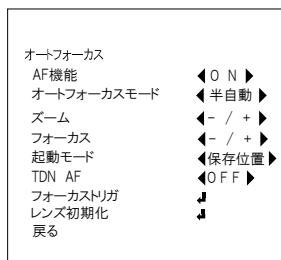 オートフォーカス
AF機能 ◀ＯＮ▶
オートフォーカスモード ◀半自動▶
ズーム ◀－／＋▶
フォーカス ◀－／＋▶
起動モード ◀保存位置▶
TDN AF ◀ＯＦＦ▶
フォーカストリガ ↲
レンズ初期化 ↲
戻る